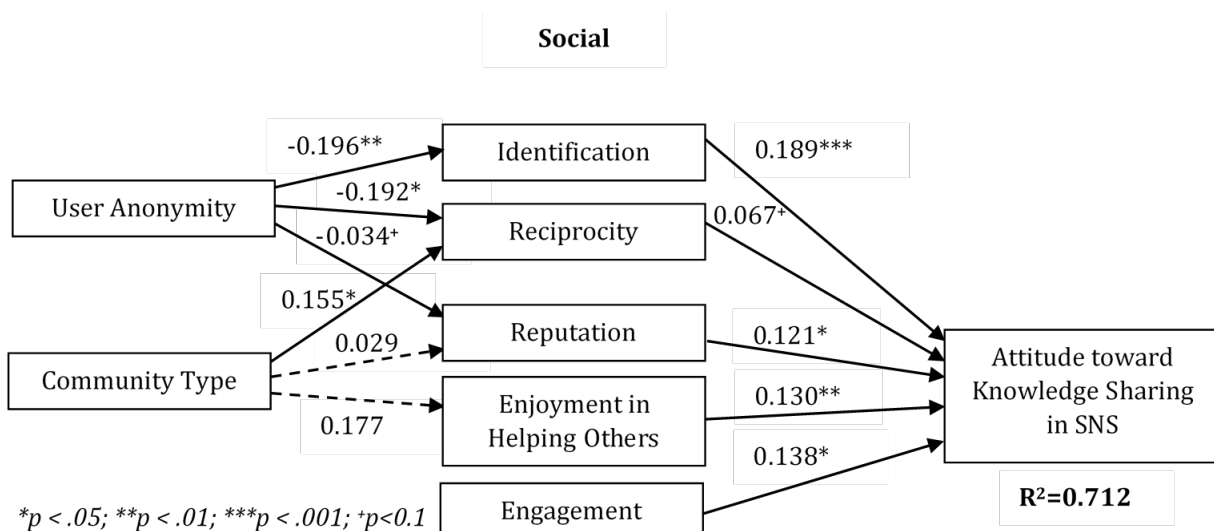 Social
-0.196**
Identification
0.189***
User Anonymity
-0.192*
Reciprocity
0.067⁺
-0.034⁺
0.155*
Reputation
0.121*
0.029
Community Type
Attitude toward
Knowledge Sharing
in SNS
0.177
Enjoyment in
Helping Others
0.130**
0.138*
Engagement
R²=0.712
*p < .05; **p < .01; ***p < .001; ⁺p<0.1